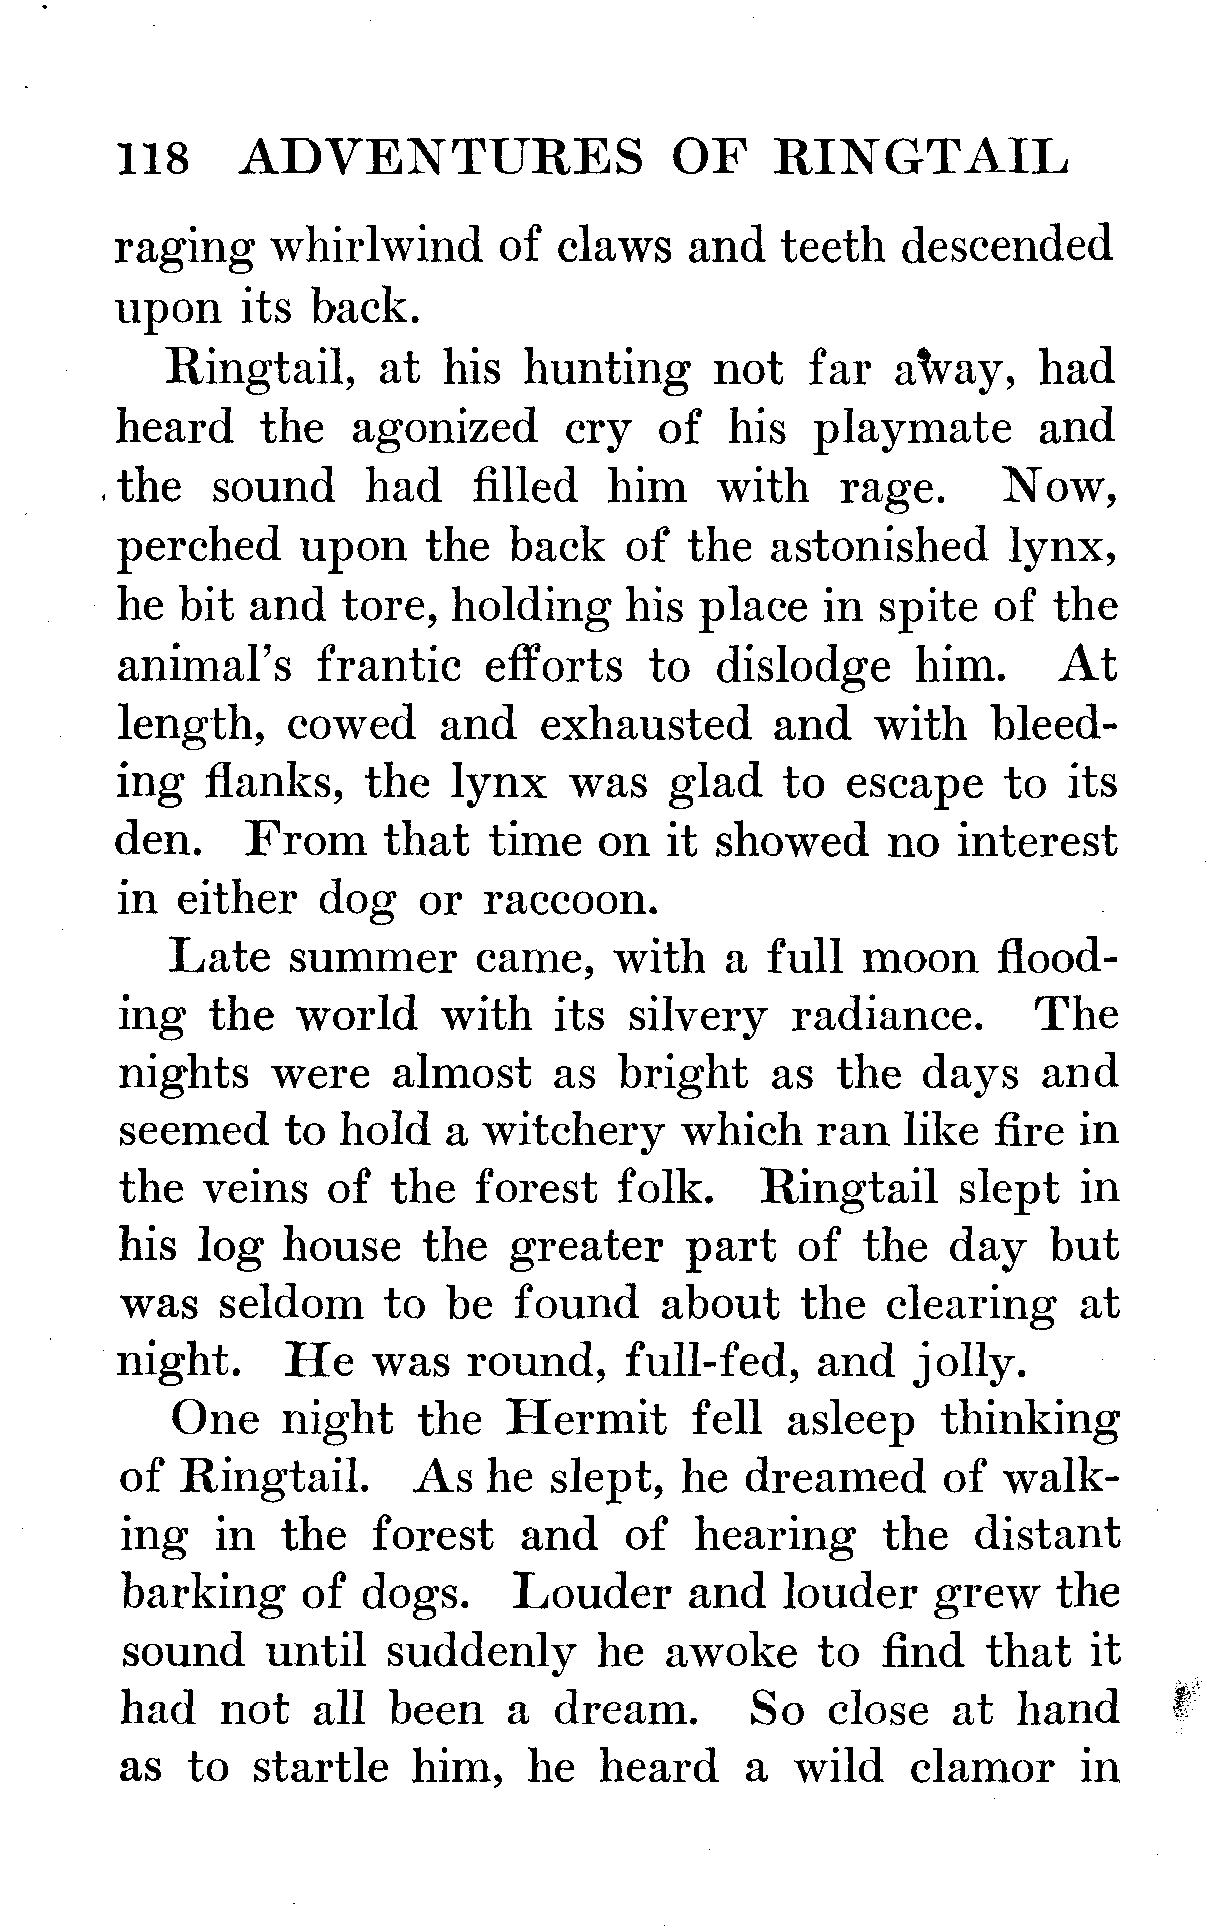 118 ADVENTURES OF RINGTAIL
raging whirlwind of claws and teeth descended
upon its back.
Ringtail, at his hunting not far away, had
heard the agonized cry of his playmate and
the sound had filled him with rage. Now,
perched upon the back of the astonished lynx,
he bit and tore, holding his place in spite of the
animal's frantic efforts to dislodge him. At
length, cowed and exhausted and with bleed-
ing flanks, the lynx was glad to escape to its
den. From that time on it showed no interest
in either dog or raccoon.
Late summer came, with a full moon flood-
ing the world with its silvery radiance. The
nights were almost as bright as the days and
seemed to hold a witchery which ran like fire in
the veins of the forest folk. Ringtail slept in
his log house the greater part of the day but
was seldom to be found about the clearing at
night. He was round, full-fed, and jolly.
One night the Hermit fell asleep thinking
of Ringtail. As he slept, he dreamed of walk-
ing in the forest and of hearing the distant
barking of dogs. Louder and louder grew the
sound until suddenly he awoke to find that it
had not all been a dream. So close at hand
as to startle him, he heard a wild clamor in